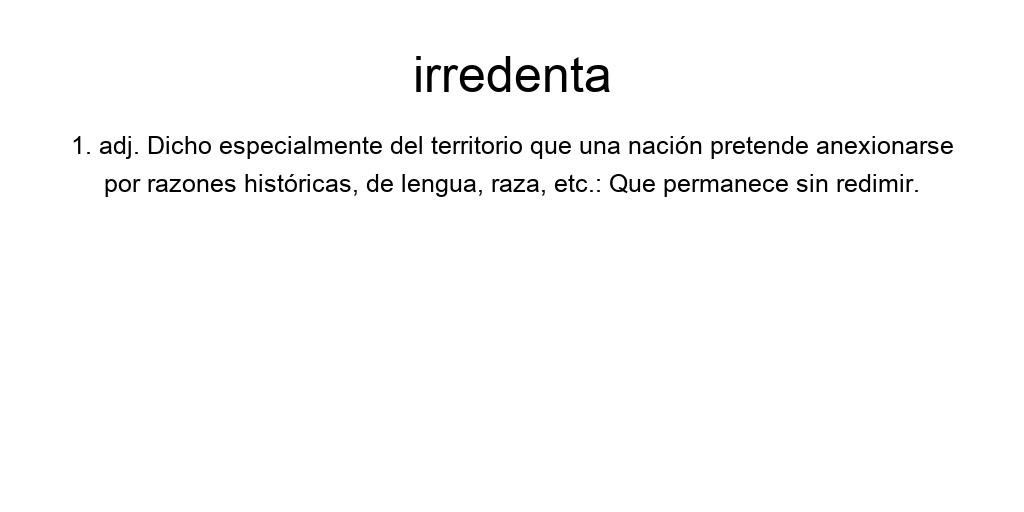 irredenta
1. adj. Dicho especialmente del territorio que una nación pretende anexionarse
por razones históricas, de lengua, raza, etc.: Que permanece sin redimir.